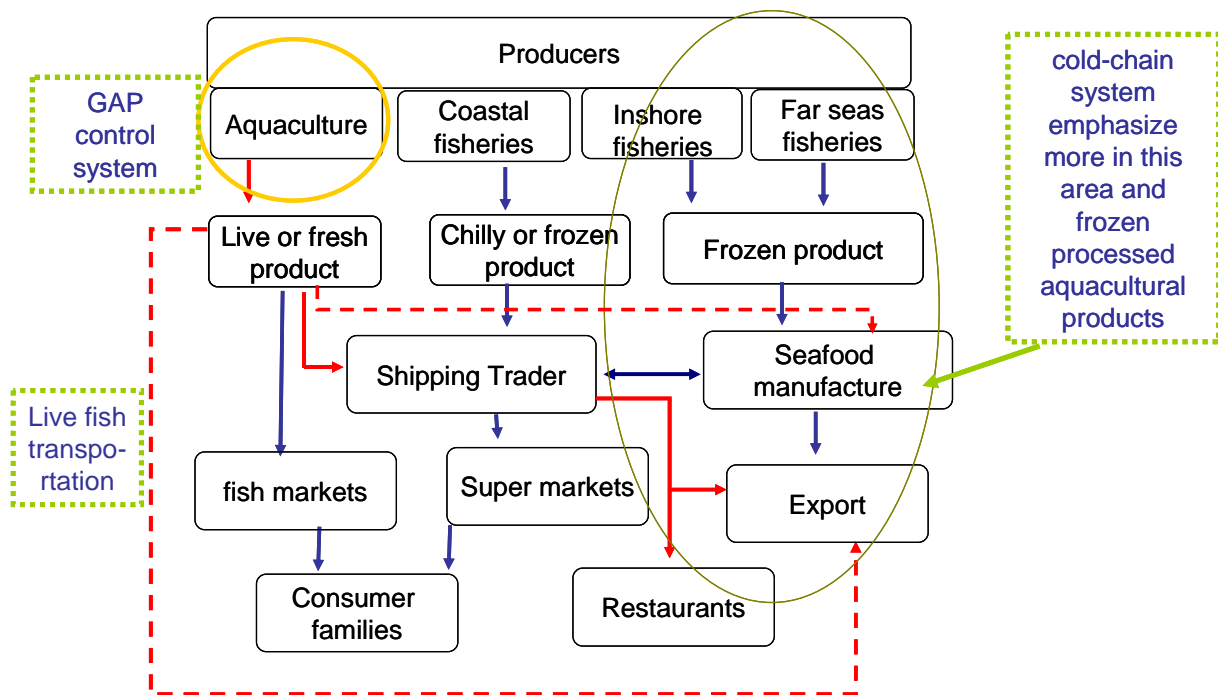 Producers
GAP
control
system
Aquaculture
Coastal
fisheries
Inshore
fisheries
Far seas
fisheries
cold-chain
system
emphasize
more in this
area and
frozen
processed
aquacultural
products
Live or fresh
product
Chilly or frozen
product
Frozen product
Shipping Trader
Seafood
manufacture
Live fish
transpo-
rtation
fish markets
Super markets
Export
Consumer
families
Restaurants